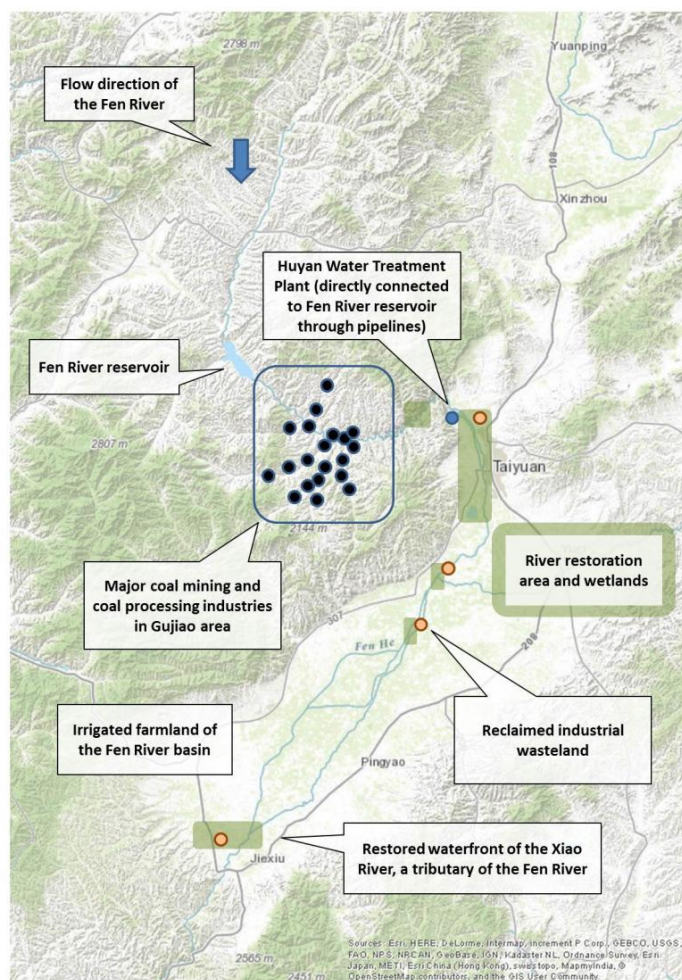 2798 m
Yuanping
Flow direction of
the Fen River
108
Xinzhou
Huyan Water Treatment
Plant (directly connected
to Fen River reservoir
through pipelines)
Fen River reservoir
2807 m
Taiyuan
2144 m
River restoration
area and wetlands
Major coal mining and
coal processing industries
in Gujiao area
307
208
Fen He
Irrigated farmland of
the Fen River basin
Reclaimed industrial
wasteland
Pingyao
Restored waterfront of the Xiao
River, a tributary of the Fen River
Jiexiu
2565 m
2451 m
Sources: Esri, HERE, DeLorme, Intermap, increment P Corp., GEBCO, USGS,
FAO, NPS, NRCAN, GeoBase, IGN, Kadaster NL, Ordnance Survey, Esri
Japan, METI, Esri China (Hong Kong), swisstopo, MapmyIndia, ©
OpenStreetMap contributors, and the GIS User Community